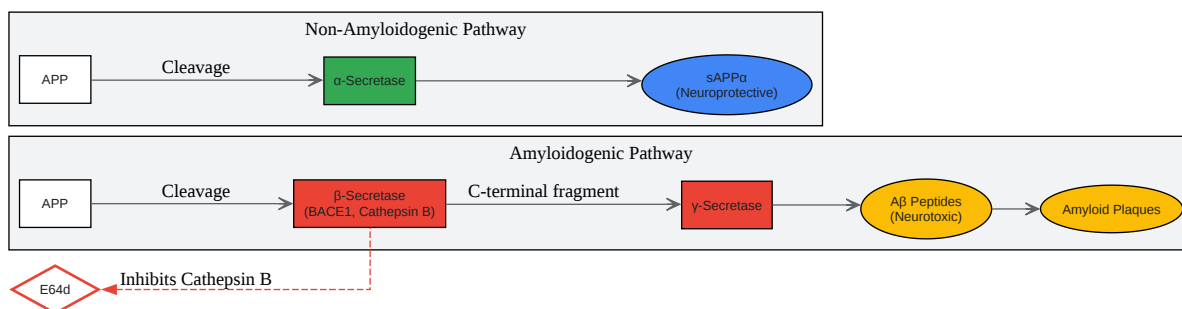 Non-Amyloidogenic Pathway
APP
Cleavage
α-Secretase
sAPPα
(Neuroprotective)
Amyloidogenic Pathway
APP
Cleavage
β-Secretase
(BACE1, Cathepsin B)
C-terminal fragment
γ-Secretase
Aβ Peptides
(Neurotoxic)
Amyloid Plaques
E64d
Inhibits Cathepsin B